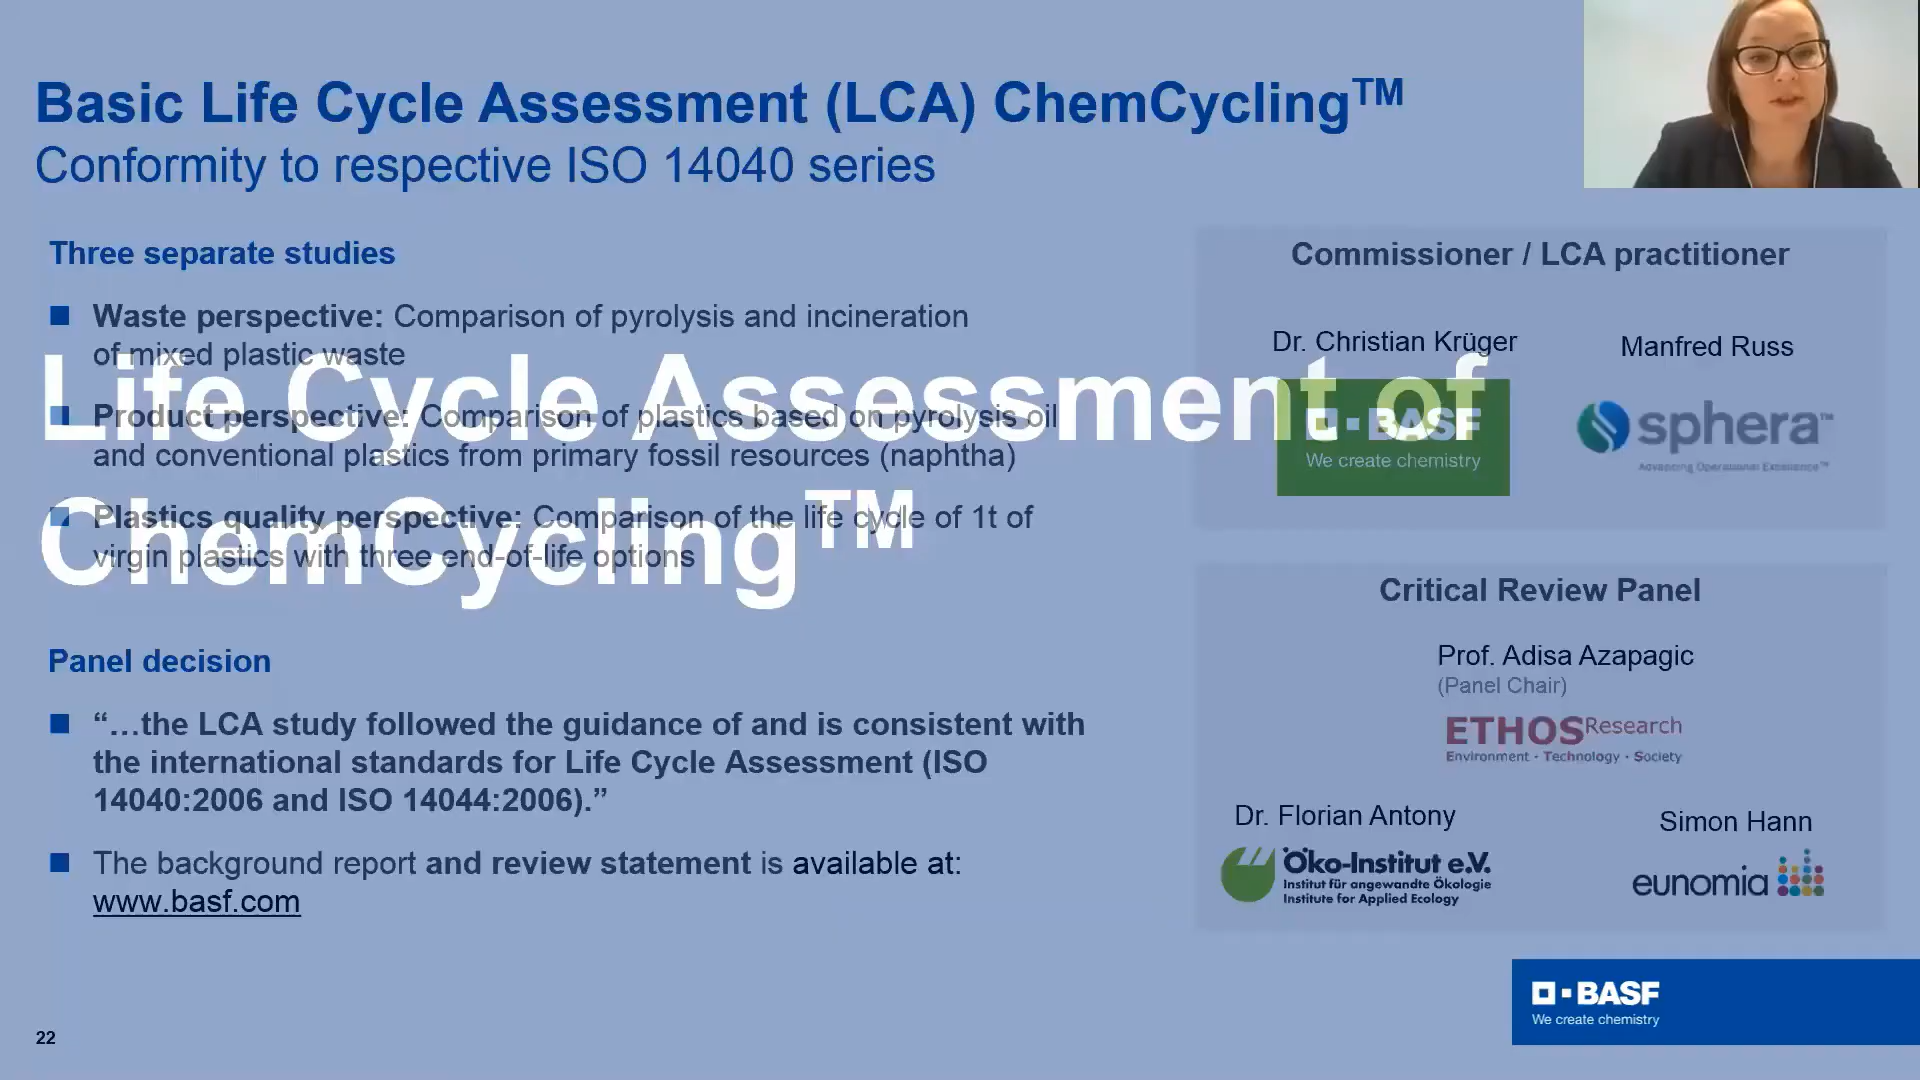 Basic Life Cycle Assessment (LCA) ChemCycling™
Conformity to respective ISO 14040 series
Three separate studies
Waste perspective: Comparison of pyrolysis and incineration
of mixed plastic waste
Product perspective: Comparison of plastics based on pyrolysis oil
and conventional plastics from primary fossil resources (naphtha)
Plastics quality perspective: Comparison of the life cycle of 1t of
virgin plastics with three end-of-life options
Life Cycle Assessment of
ChemCycling™
Panel decision
“…the LCA study followed the guidance of and is consistent with
the international standards for Life Cycle Assessment (ISO
14040:2006 and ISO 14044:2006).”
The background report and review statement is available at:
www.basf.com
Commissioner / LCA practitioner
Dr. Christian Krüger
Manfred Russ
BASF
We create chemistry
sphera™
Advancing Operational Excellence™
Critical Review Panel
Prof. Adisa Azapagic
(Panel Chair)
ETHOS Research
Environment · Technology · Society
Dr. Florian Antony
Simon Hann
Öko-Institut e.V.
Institut für angewandte Ökologie
Institute for Applied Ecology
eunomia
BASF
We create chemistry
22